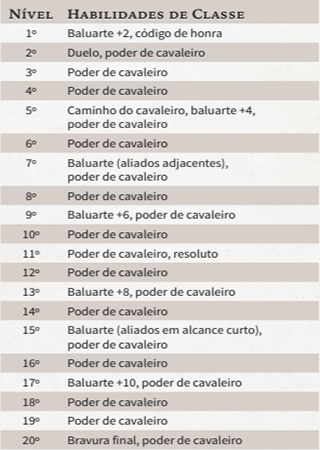 Nível Habilidades de Classe
1º Baluarte +2, código de honra
2º Duelo, poder de cavaleiro
3º Poder de cavaleiro
4º Poder de cavaleiro
5º Caminho do cavaleiro, baluarte +4,
poder de cavaleiro
6º Poder de cavaleiro
7º Baluarte (aliados adjacentes),
poder de cavaleiro
8º Poder de cavaleiro
9º Baluarte +6, poder de cavaleiro
10º Poder de cavaleiro
11º Poder de cavaleiro, resoluto
12º Poder de cavaleiro
13º Baluarte +8, poder de cavaleiro
14º Poder de cavaleiro
15º Baluarte (aliados em alcance curto),
poder de cavaleiro
16º Poder de cavaleiro
17º Baluarte +10, poder de cavaleiro
18º Poder de cavaleiro
19º Poder de cavaleiro
20º Bravura final, poder de cavaleiro